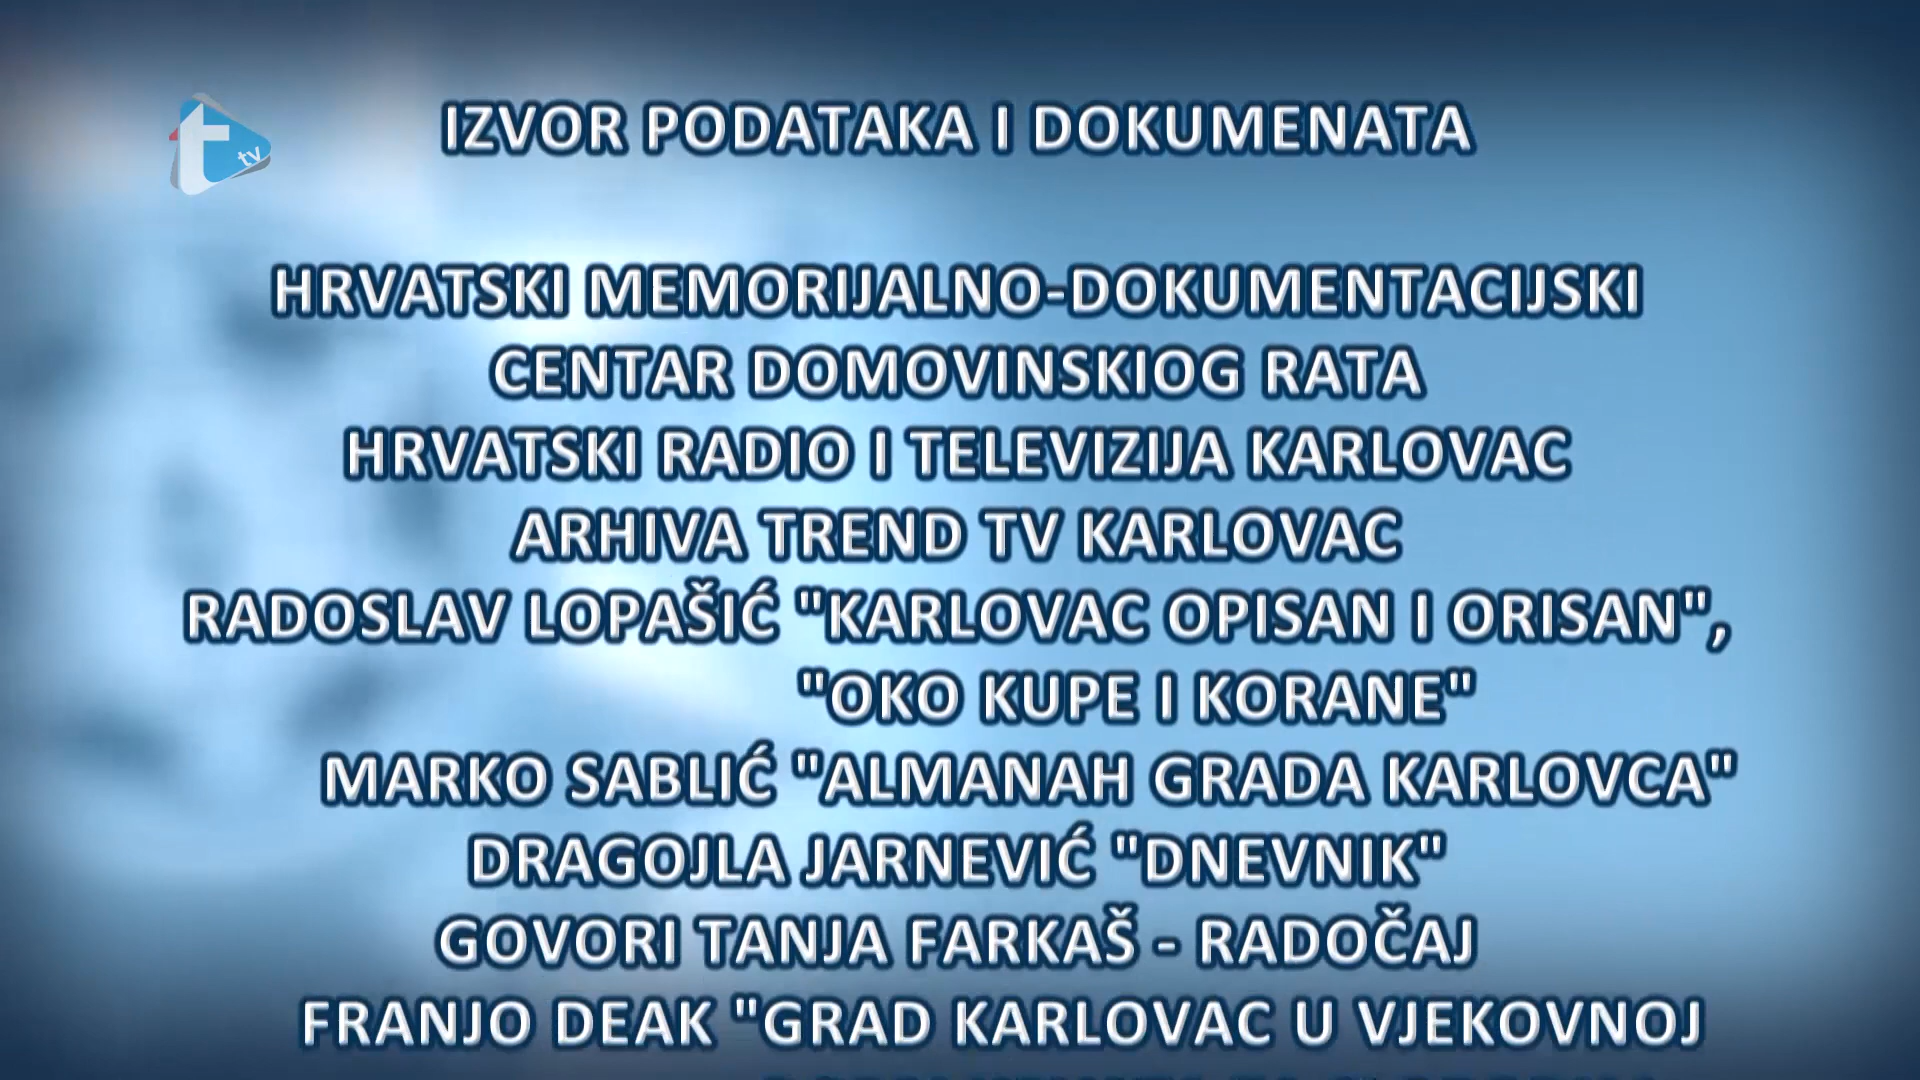 t
tv
IZVOR PODATAKA I DOKUMENATA
HRVATSKI MEMORIJALNO-DOKUMENTACIJSKI
CENTAR DOMOVINSKIOG RATA
HRVATSKI RADIO I TELEVIZIJA KARLOVAC
ARHIVA TREND TV KARLOVAC
RADOSLAV LOPAŠIĆ "KARLOVAC OPISAN I ORISAN",
"OKO KUPE I KORANE"
MARKO SABLIĆ "ALMANAH GRADA KARLOVCA"
DRAGOJLA JARNEVIĆ "DNEVNIK"
GOVORI TANJA FARKAŠ - RADOČAJ
FRANJO DEAK "GRAD KARLOVAC U VJEKOVNOJ